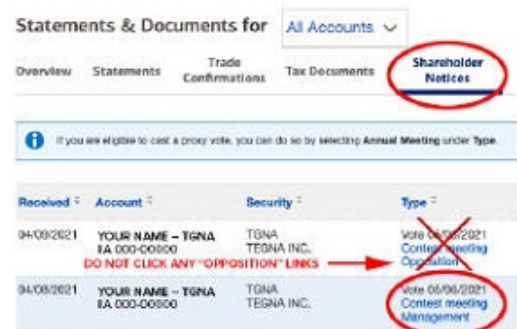 Statements & Documents for All Accounts
Overview Statements Trade Confirmations Tax Documents Shareholder Notices
If you are eligible to cast a proxy vote, you can do so by selecting Annual Meeting under Type.
Received Account Security Type
04/09/2021 YOUR NAME – TGNA TGNA Vote 05/06/2021
IIA 000-00000 TEGNA INC. Contest meeting
DO NOT CLICK ANY "OPPOSITION" LINKS Opposition
04/09/2021 YOUR NAME – TGNA TGNA Vote 05/06/2021
IIA 000-00000 TEGNA INC. Contest meeting
Management